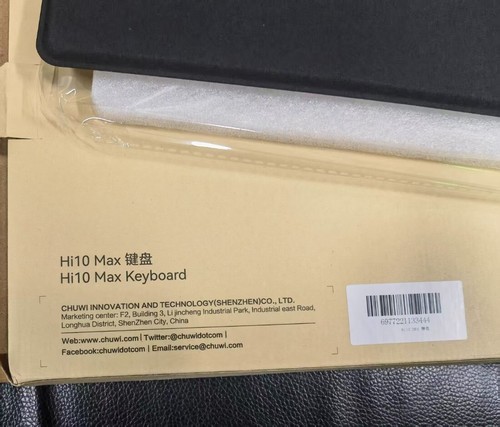 Hi10 Max 键盘
Hi10 Max Keyboard
CHUWI INNOVATION AND TECHNOLOGY(SHENZHEN)CO., LTD.
Marketing center: F2, Building 3, Li jincheng Industrial Park, Industrial east Road,
Longhua District, ShenZhen City, China
Web:www.chuwi.com | Twitter:@chuwidotcom |
Facebook:chuwidotcom | Email:service@chuwi.com